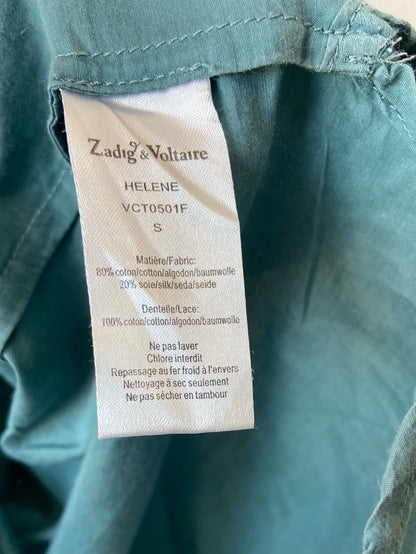 Zadig & Voltaire
HELENE
VCT0501F
S
Matière/Fabric:
80% coton/cotton/algodon/baumwolle
20% soie/silk/seda/seide
Dentelle/Lace:
100% coton/cotton/algodon/baumwolle
Ne pas laver
Chlore interdit
Repassage au fer froid à l'envers
Nettoyage à sec seulement
Ne pas sécher en tambour